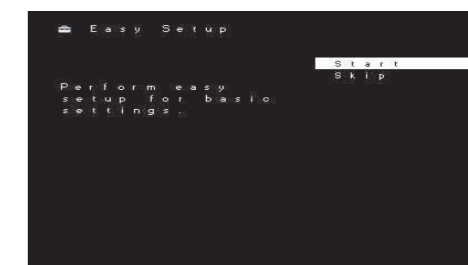 Easy Setup
Start
Skip
Perform easy
setup for basic
settings.